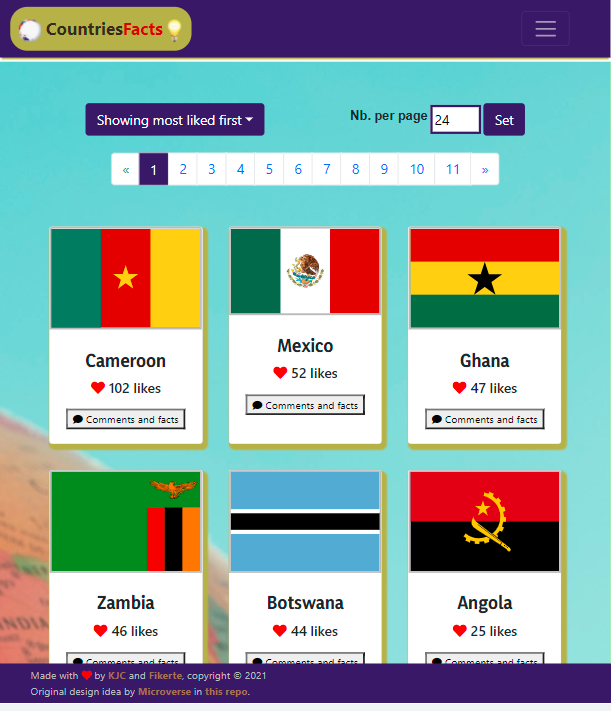 CountriesFacts
Showing most liked first
Nb. per page 24 Set
« 1 2 3 4 5 6 7 8 9 10 11 »
Cameroon
102 likes
Comments and facts
Mexico
52 likes
Comments and facts
Ghana
47 likes
Comments and facts
Zambia
46 likes
Comments and facts
Botswana
44 likes
Comments and facts
Angola
25 likes
Comments and facts
INDIA
Made with ❤ by KJC and Fikerte, copyright © 2021
Original design idea by Microverse in this repo.